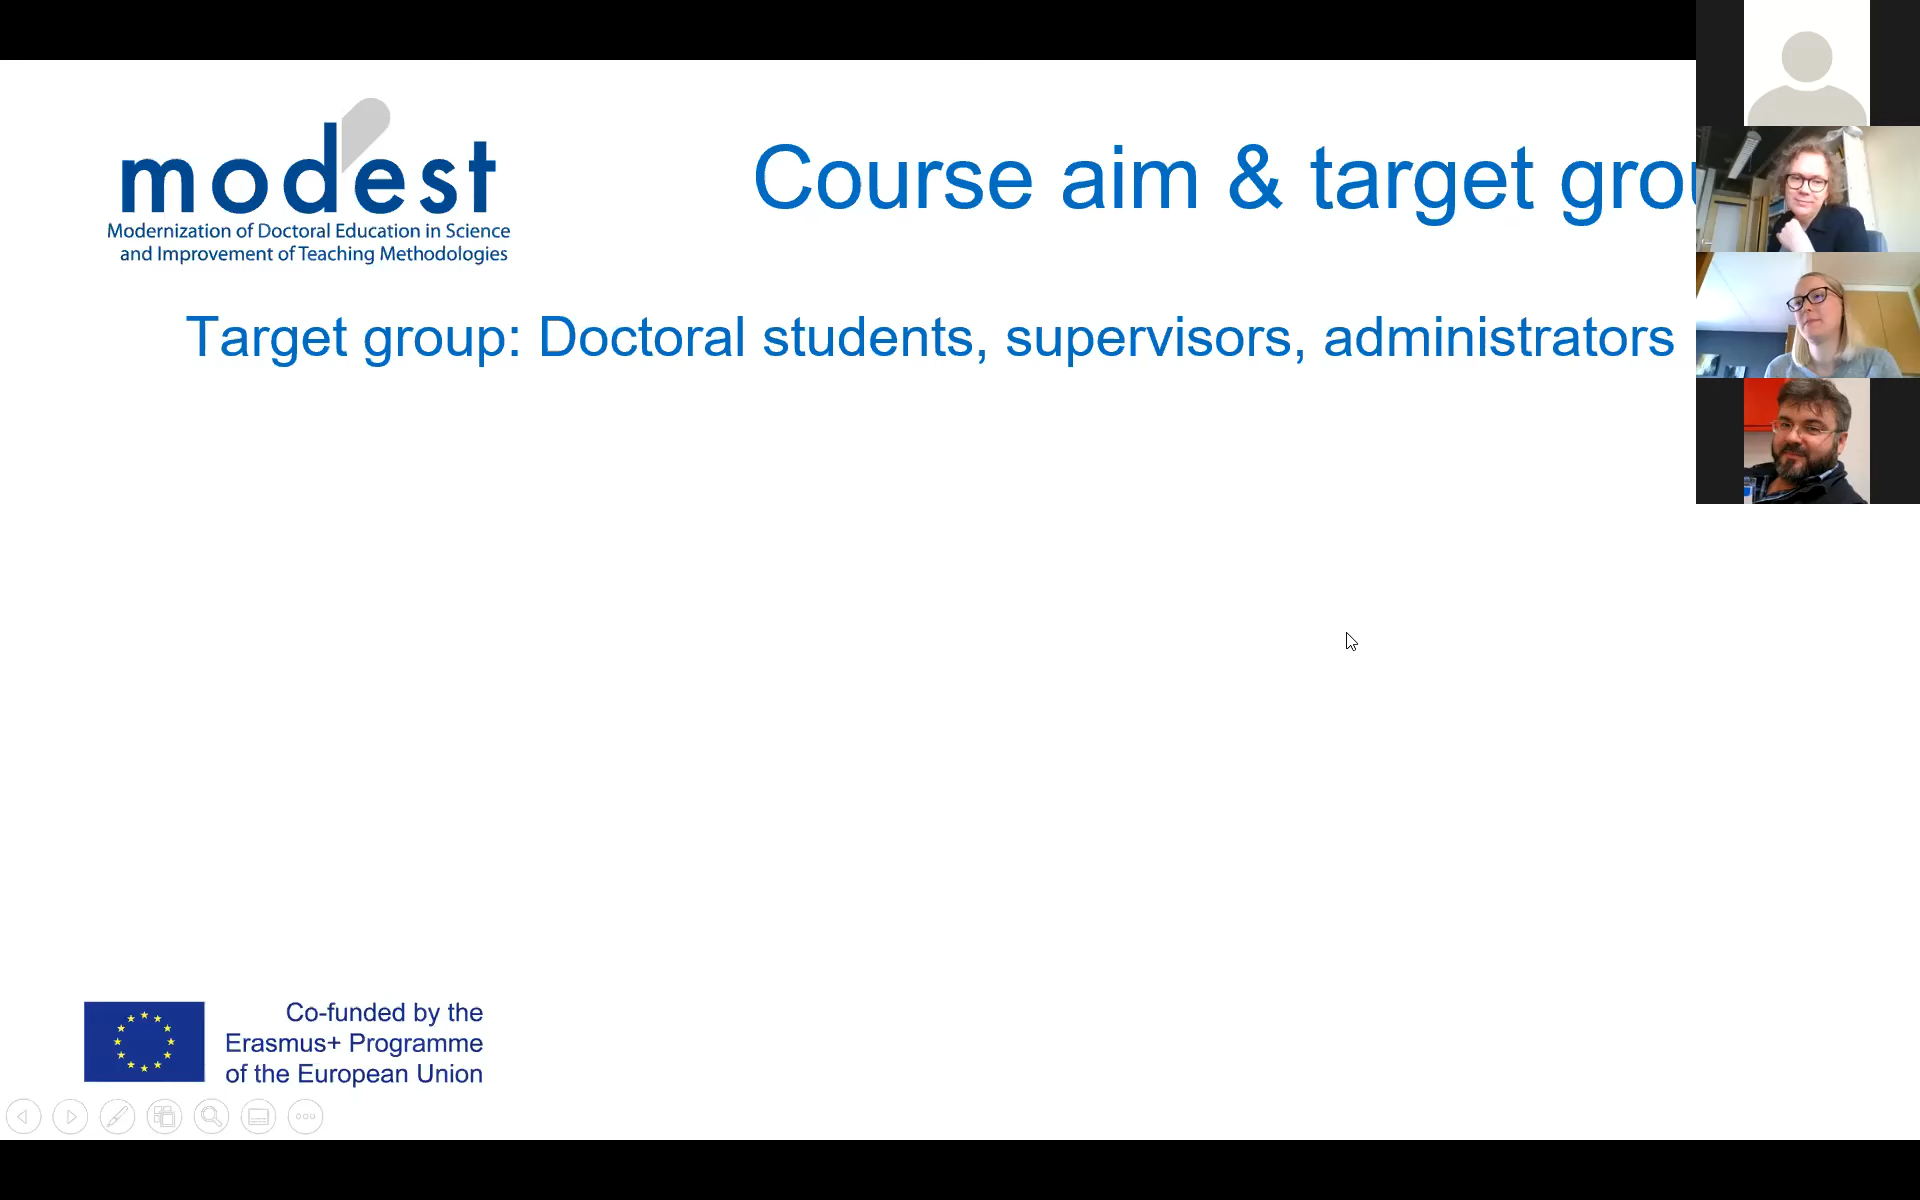 modest
Modernization of Doctoral Education in Science
and Improvement of Teaching Methodologies
Course aim & target grou
Target group: Doctoral students, supervisors, administrators
Co-funded by the
Erasmus+ Programme
of the European Union